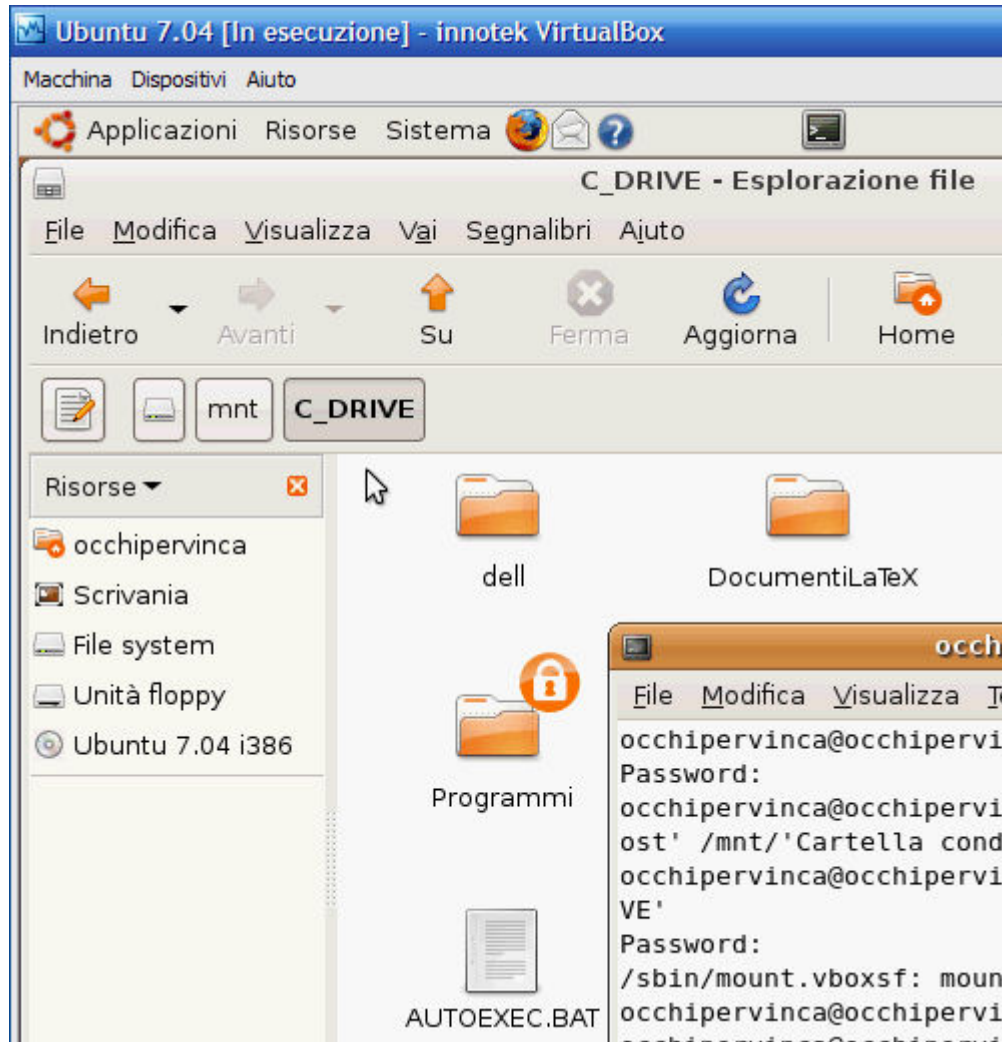 Ubuntu 7.04 [In esecuzione] - innotek VirtualBox
Macchina Dispositivi Aiuto
Applicazioni Risorse Sistema
C_DRIVE - Esplorazione file
File Modifica Visualizza Vai Segnalibri Aiuto
Indietro Avanti Su Ferma Aggiorna Home
mnt C_DRIVE
Risorse
occhipervinca
Scrivania
File system
Unità floppy
Ubuntu 7.04 i386
dell
DocumentiLaTeX
Programmi
AUTOEXEC.BAT
occh
File Modifica Visualizza
occhipervinca@occhipervi
Password:
occhipervinca@occhipervi
ost' /mnt/'Cartella cond
occhipervinca@occhipervi
VE'
Password:
/sbin/mount.vboxsf: moun
occhipervinca@occhipervi